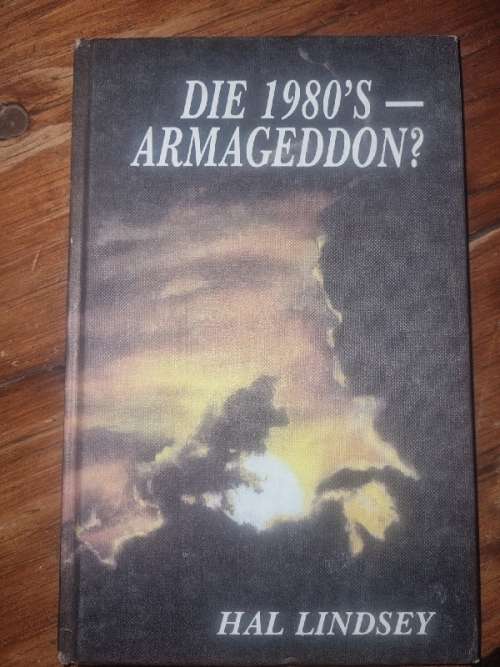 DIE 1980'S —
ARMAGEDDON?
HAL LINDSEY